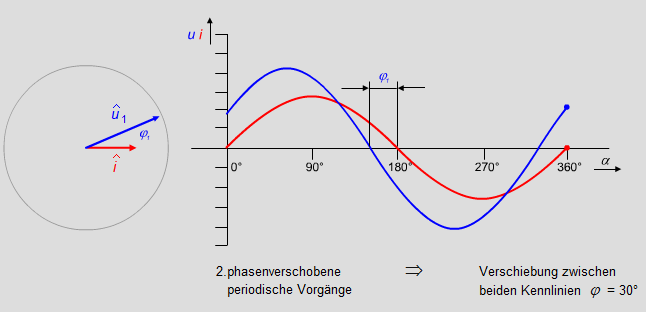 u i
û₁
φ₁
î
φ₁
0° 90° 180° 270° 360° α
2. phasenverschobene ⇒ Verschiebung zwischen
periodische Vorgänge beiden Kennlinien φ = 30°